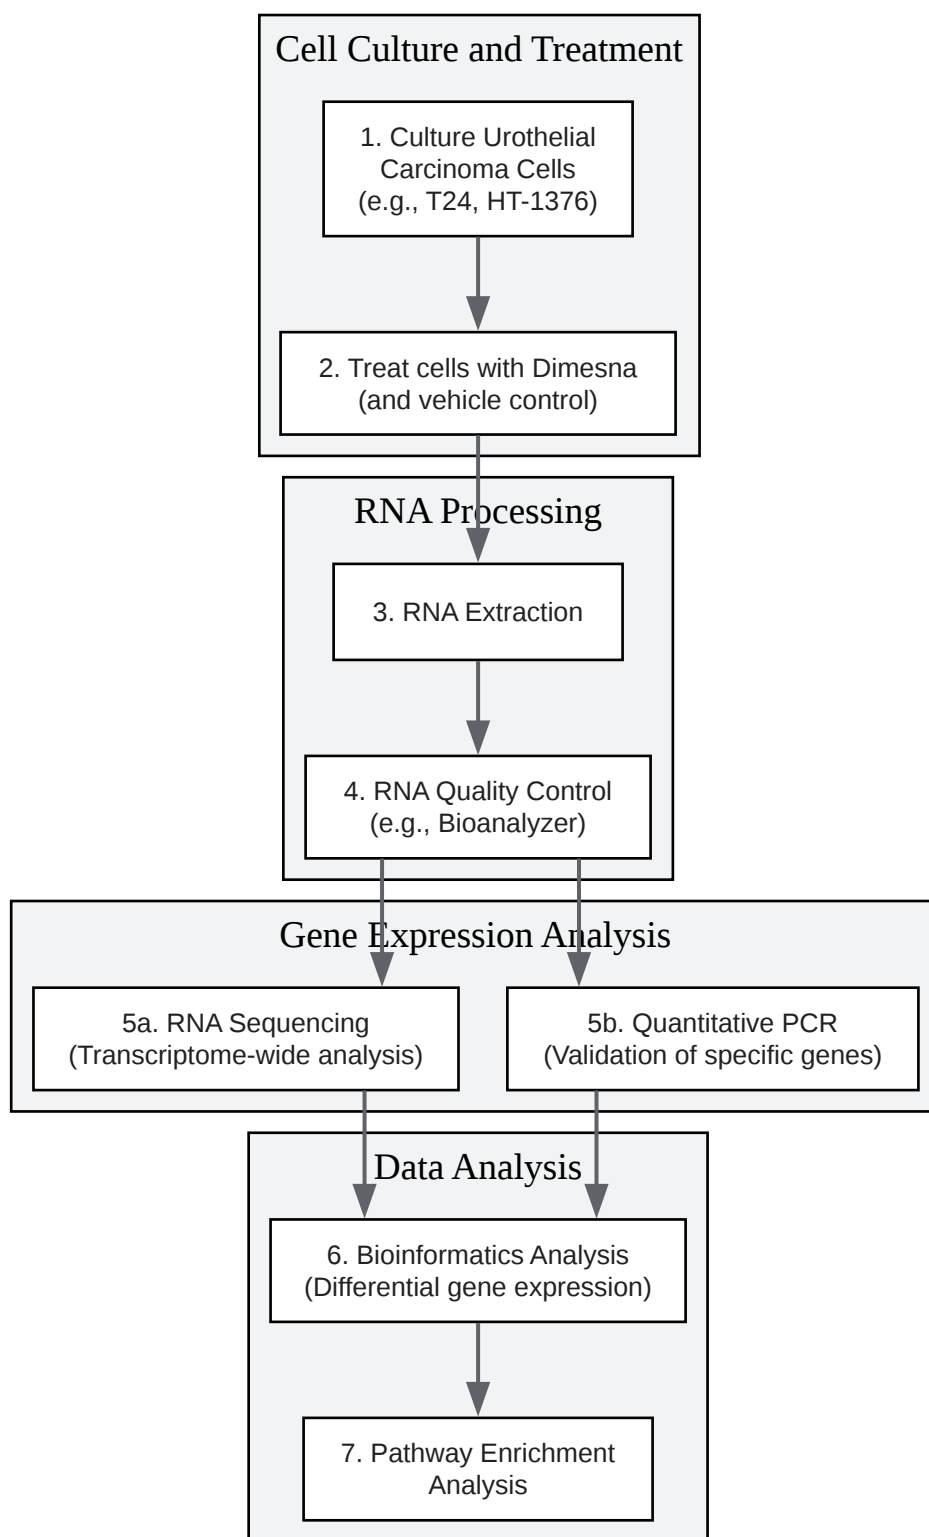 Cell Culture and Treatment
1. Culture Urothelial
Carcinoma Cells
(e.g., T24, HT-1376)
2. Treat cells with Dimesna
(and vehicle control)
RNA Processing
3. RNA Extraction
4. RNA Quality Control
(e.g., Bioanalyzer)
Gene Expression Analysis
5a. RNA Sequencing
(Transcriptome-wide analysis)
5b. Quantitative PCR
(Validation of specific genes)
Data Analysis
6. Bioinformatics Analysis
(Differential gene expression)
7. Pathway Enrichment
Analysis